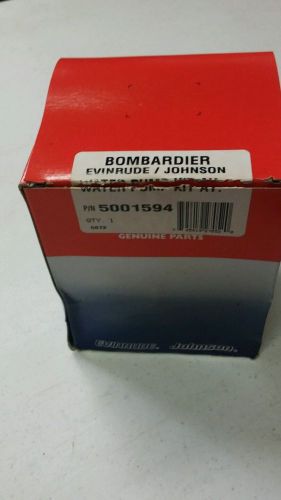 BOMBARDIER
EVINRUDE / JOHNSON
WATER PUMP KIT AY.
P/N 5001594
QTY 1
GENUINE PARTS
EVINRUDE. Johnson.